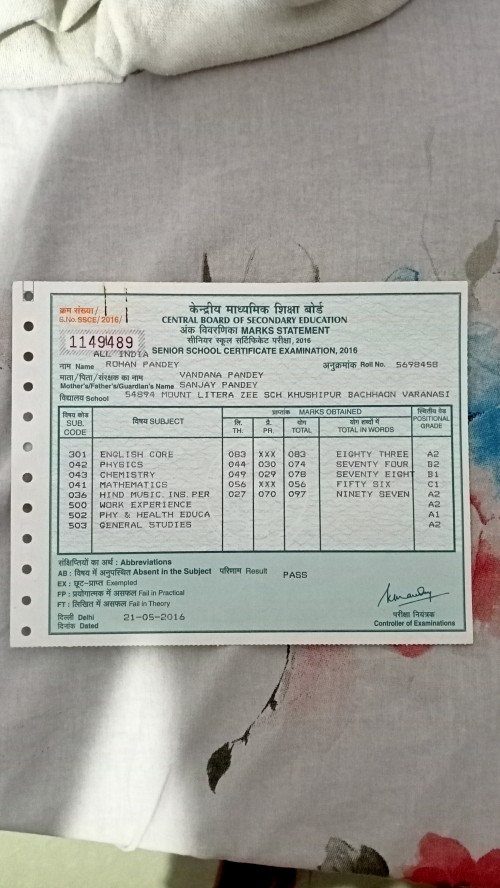 क्रम संख्या/
S.No. SSCE/2016/
1149489
केन्द्रीय माध्यमिक शिक्षा बोर्ड
CENTRAL BOARD OF SECONDARY EDUCATION
अंक विवरणिका MARKS STATEMENT
सीनियर स्कूल सर्टिफिकेट परीक्षा, 2016
ALL INDIA SENIOR SCHOOL CERTIFICATE EXAMINATION, 2016
नाम Name ROHAN PANDEY अनुक्रमांक Roll No. 5698458
माता/पिता/संरक्षक का नाम VANDANA PANDEY
Mother's/Father's/Guardian's Name SANJAY PANDEY
विद्यालय School 54894 MOUNT LITERA ZEE SCH KHUSHIPUR BACHHAON VARANASI
विषय कोड SUB. CODE विषय SUBJECT प्राप्तांक MARKS OBTAINED स्थितीय ग्रेड POSITIONAL GRADE
लि. TH. प्रे. PR. योग TOTAL योग शब्दों में TOTAL IN WORDS
301 ENGLISH CORE 083 XXX 083 EIGHTY THREE A2
042 PHYSICS 044 030 074 SEVENTY FOUR B2
043 CHEMISTRY 049 029 078 SEVENTY EIGHT B1
041 MATHEMATICS 056 XXX 056 FIFTY SIX C1
036 HIND MUSIC.INS.PER 027 070 097 NINETY SEVEN A2
500 WORK EXPERIENCE A2
502 PHY & HEALTH EDUCA A1
503 GENERAL STUDIES A2
संक्षिप्तियों का अर्थ : Abbreviations
AB : विषय में अनुपस्थित Absent in the Subject परिणाम Result PASS
EX : छूट-प्राप्त Exempted
FP : प्रयोगात्मक में असफल Fail in Practical
FT : लिखित में असफल Fail in Theory
दिल्ली Delhi
दिनांक Dated 21-05-2016
परीक्षा नियंत्रक
Controller of Examinations